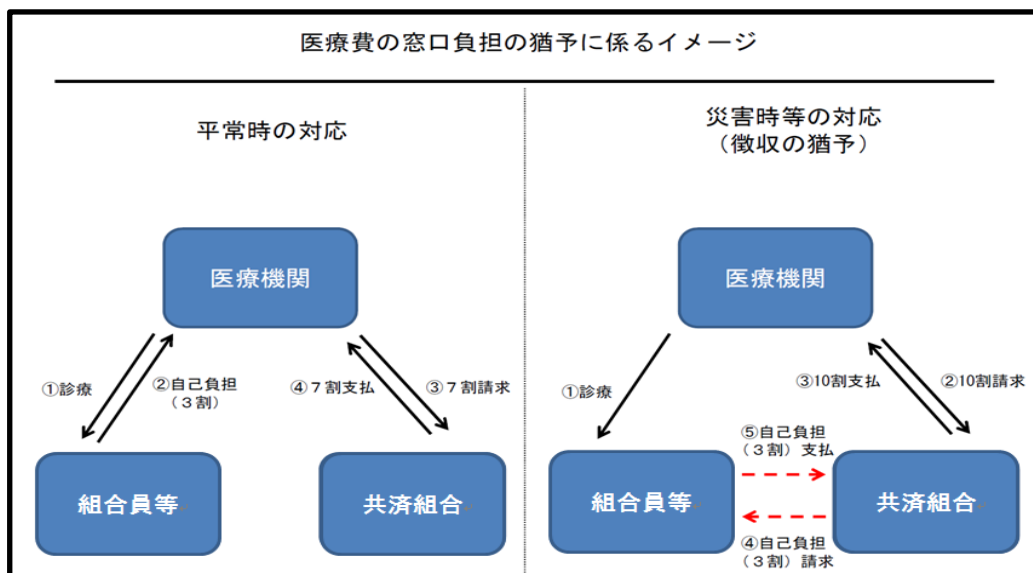 医療費の窓口負担の猶予に係るイメージ
平常時の対応
医療機関
①診療
②自己負担
(3割)
④7割支払
③7割請求
組合員等
共済組合
災害時等の対応
(徴収の猶予)
医療機関
①診療
③10割支払
②10割請求
⑤自己負担
(3割)支払
組合員等
共済組合
④自己負担
(3割)請求